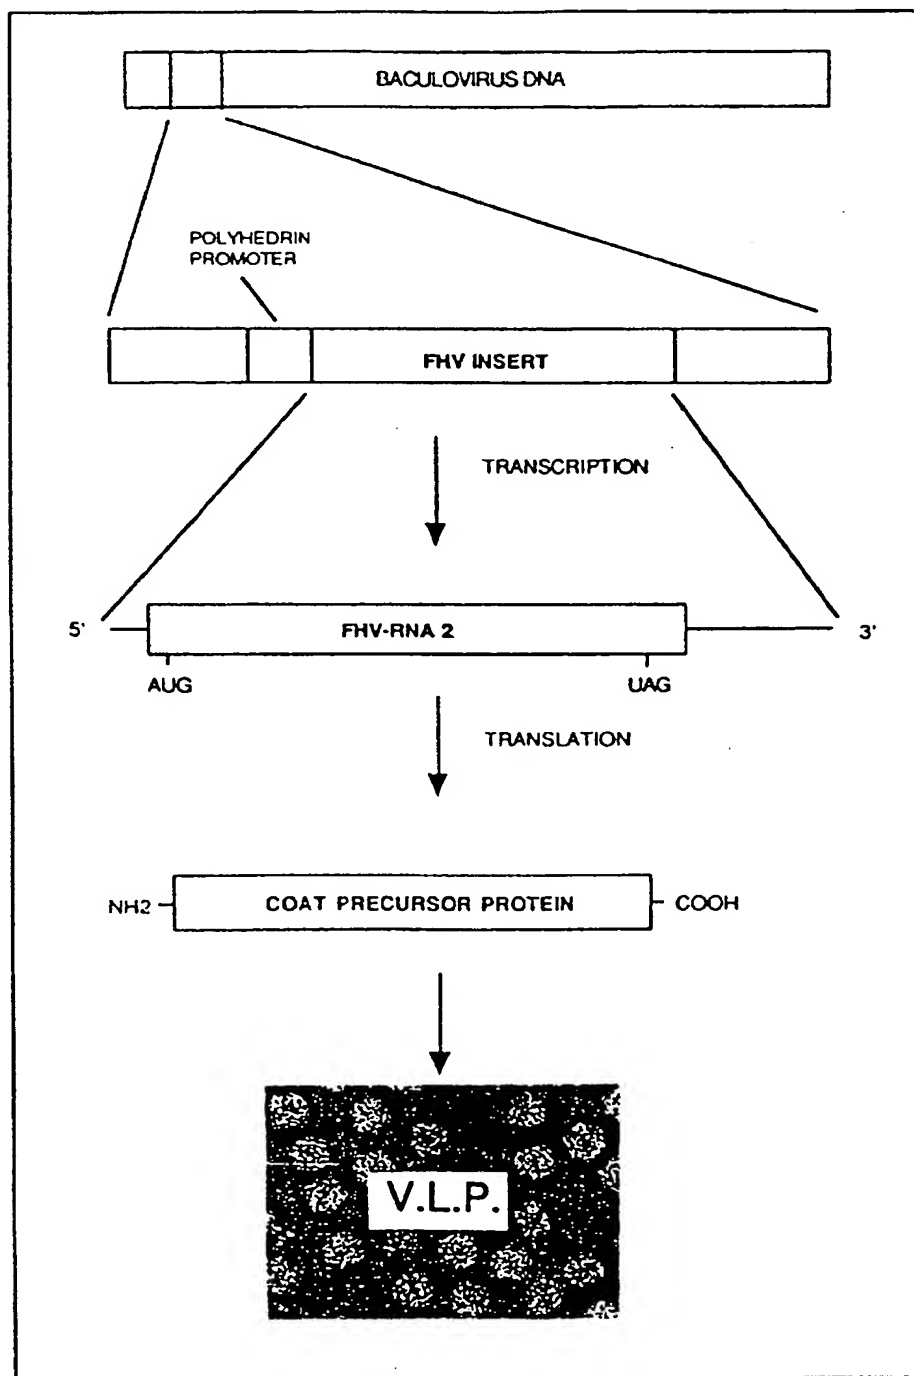 BACULOVIRUS DNA
POLYHEDRIN
PROMOTER
FHV INSERT
TRANSCRIPTION
5'
FHV-RNA 2
3'
AUG
UAG
TRANSLATION
NH2
COAT PRECURSOR PROTEIN
COOH
V.L.P.